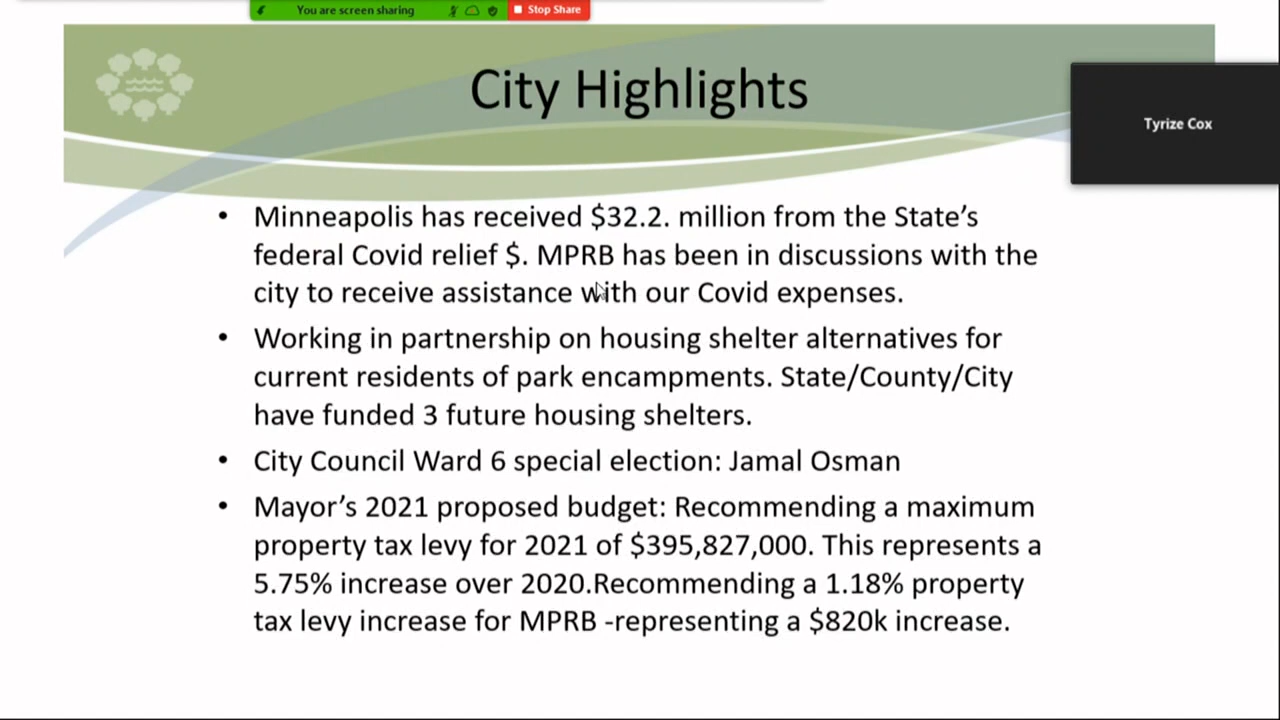 You are screen sharing
Stop Share
City Highlights
Tyrize Cox
• Minneapolis has received $32.2. million from the State’s
federal Covid relief $. MPRB has been in discussions with the
city to receive assistance with our Covid expenses.
• Working in partnership on housing shelter alternatives for
current residents of park encampments. State/County/City
have funded 3 future housing shelters.
• City Council Ward 6 special election: Jamal Osman
• Mayor’s 2021 proposed budget: Recommending a maximum
property tax levy for 2021 of $395,827,000. This represents a
5.75% increase over 2020.Recommending a 1.18% property
tax levy increase for MPRB -representing a $820k increase.